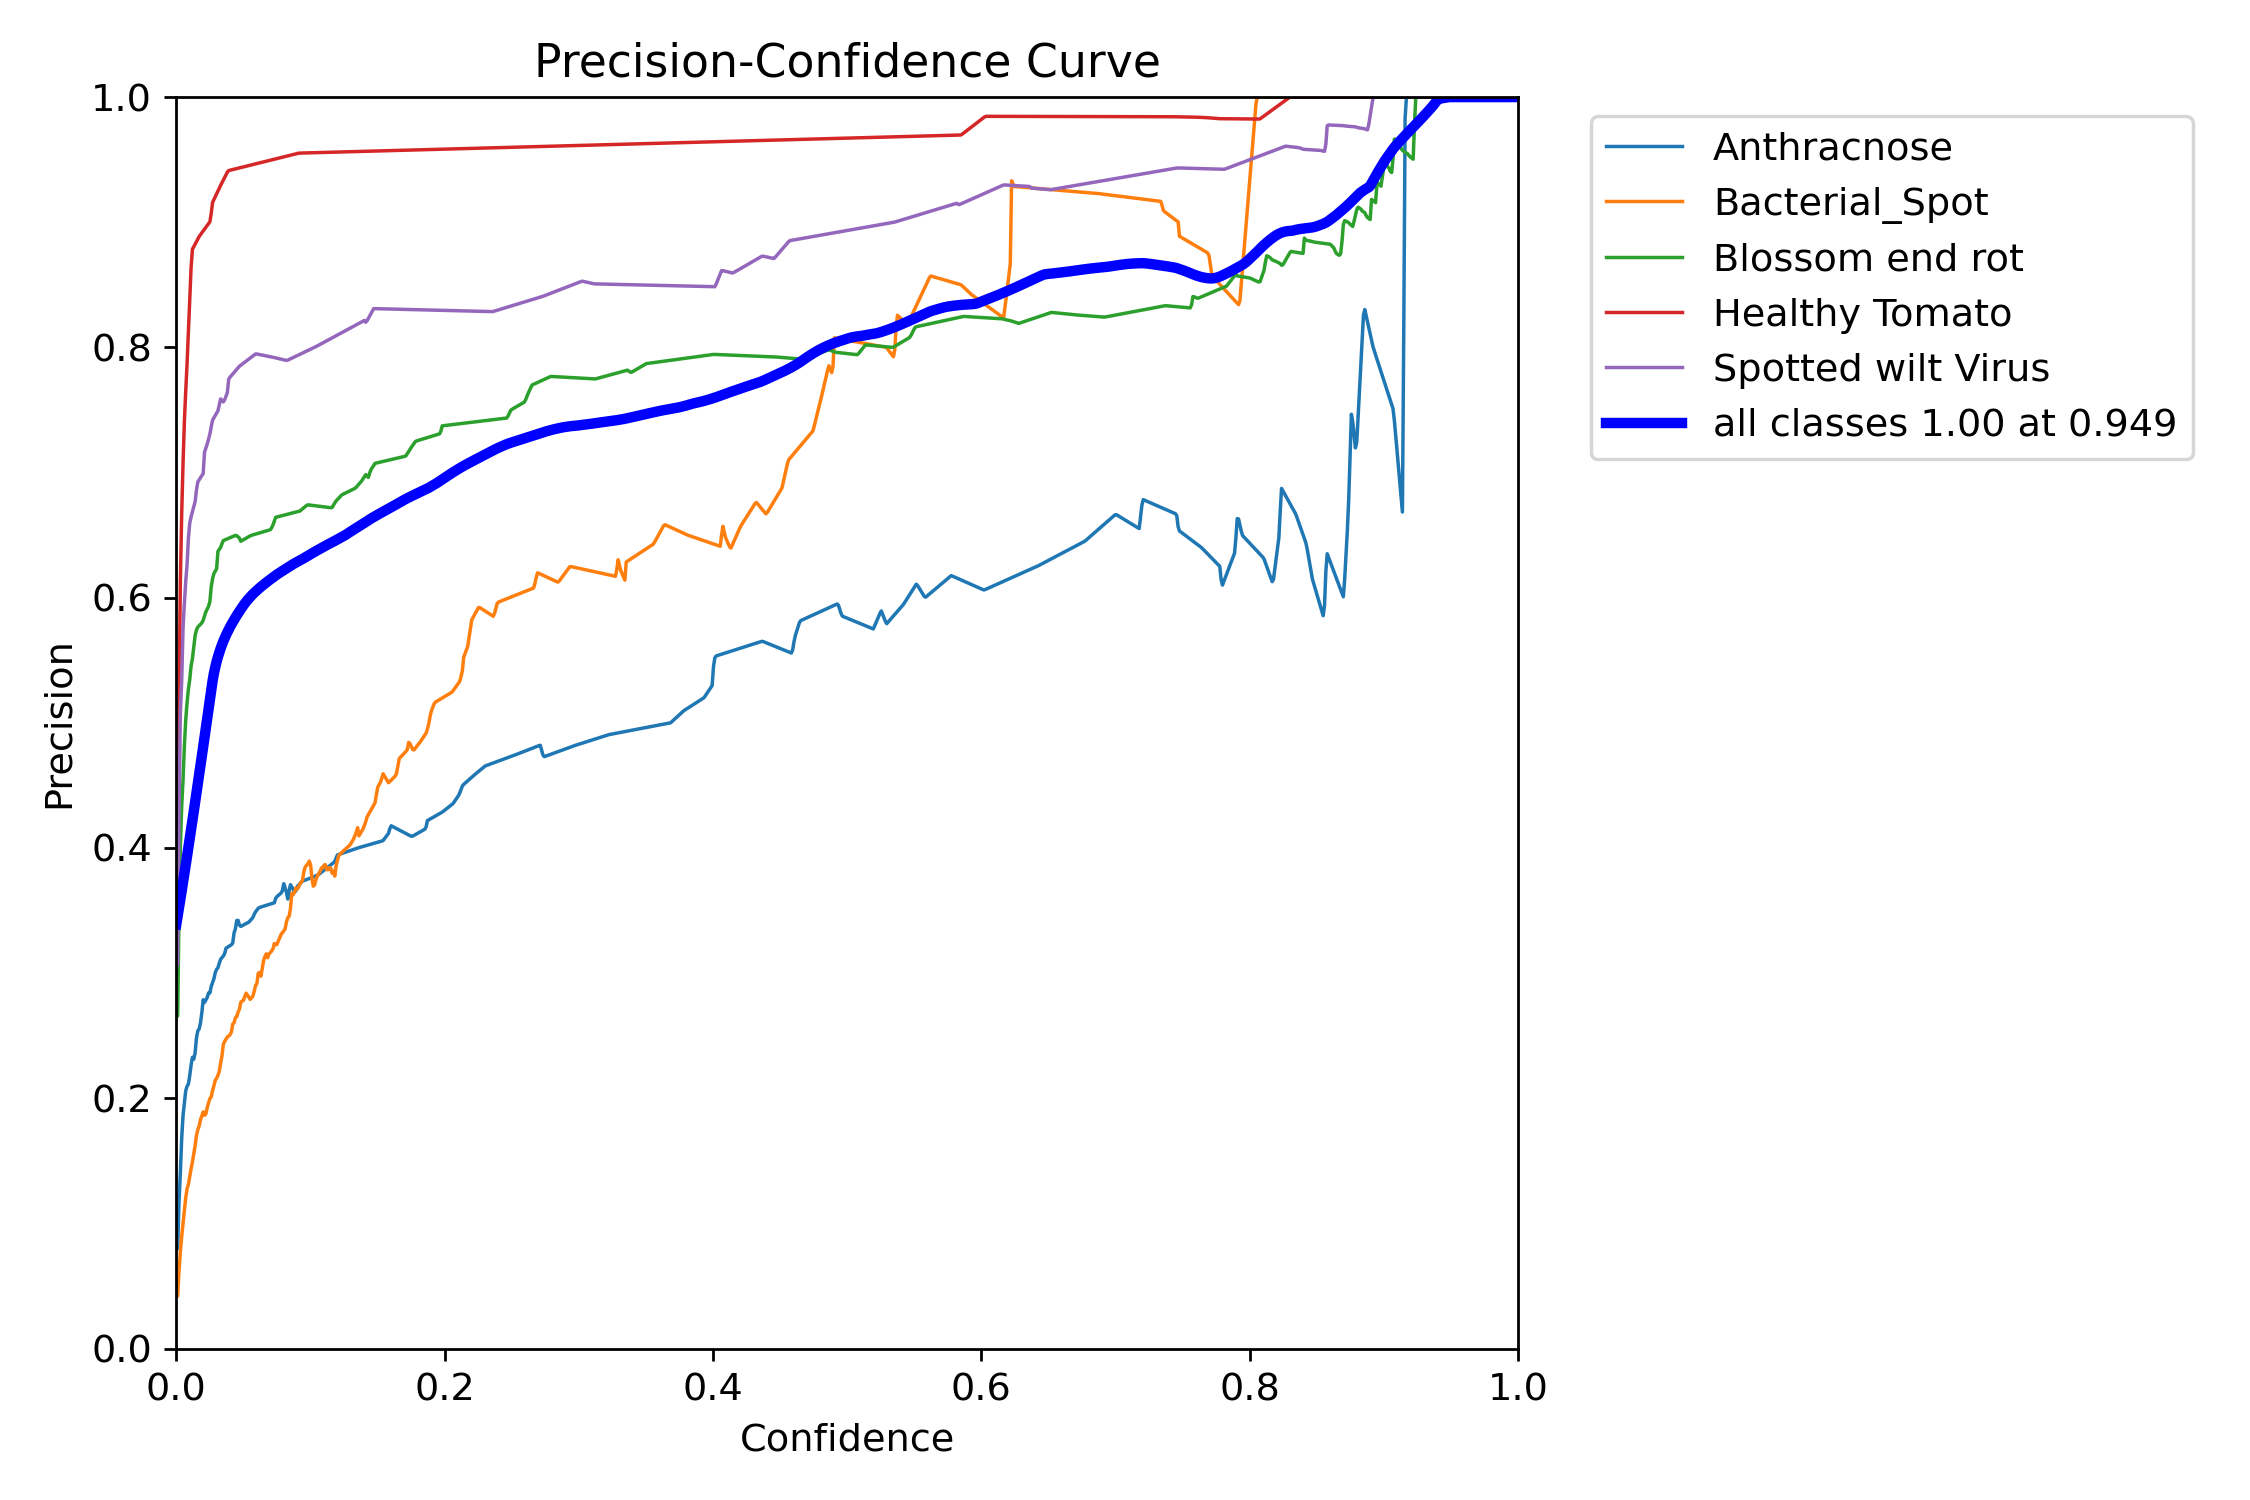 Precision-Confidence Curve
1.0
0.8
0.6
0.4
0.2
0.0
Precision
0.0 0.2 0.4 0.6 0.8 1.0
Confidence
Anthracnose
Bacterial_Spot
Blossom end rot
Healthy Tomato
Spotted wilt Virus
all classes 1.00 at 0.949